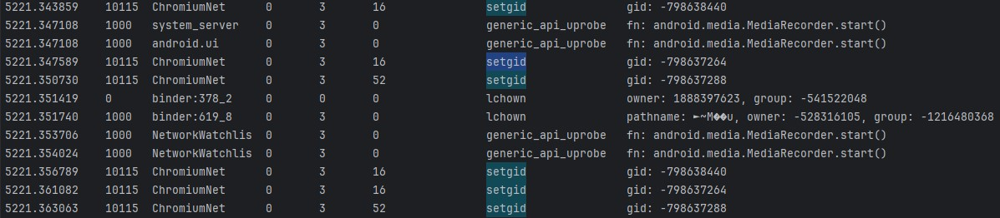 5221.343859 10115 ChromiumNet 0 3 16 setgid gid: -798638440
5221.347108 1000 system_server 0 3 0 generic_api_uprobe fn: android.media.MediaRecorder.start()
5221.347108 1000 android.ui 0 3 0 generic_api_uprobe fn: android.media.MediaRecorder.start()
5221.347589 10115 ChromiumNet 0 3 16 setgid gid: -798637264
5221.350730 10115 ChromiumNet 0 3 52 setgid gid: -798637288
5221.351419 0 binder:378_2 0 0 0 lchown owner: 1888397623, group: -541522048
5221.351740 1000 binder:619_8 0 3 0 lchown pathname: ►~M��u, owner: -528316105, group: -1216480368
5221.353706 1000 NetworkWatchlis 0 3 0 generic_api_uprobe fn: android.media.MediaRecorder.start()
5221.354024 1000 NetworkWatchlis 0 3 0 generic_api_uprobe fn: android.media.MediaRecorder.start()
5221.356789 10115 ChromiumNet 0 3 16 setgid gid: -798638440
5221.361082 10115 ChromiumNet 0 3 16 setgid gid: -798637264
5221.363063 10115 ChromiumNet 0 3 52 setgid gid: -798637288